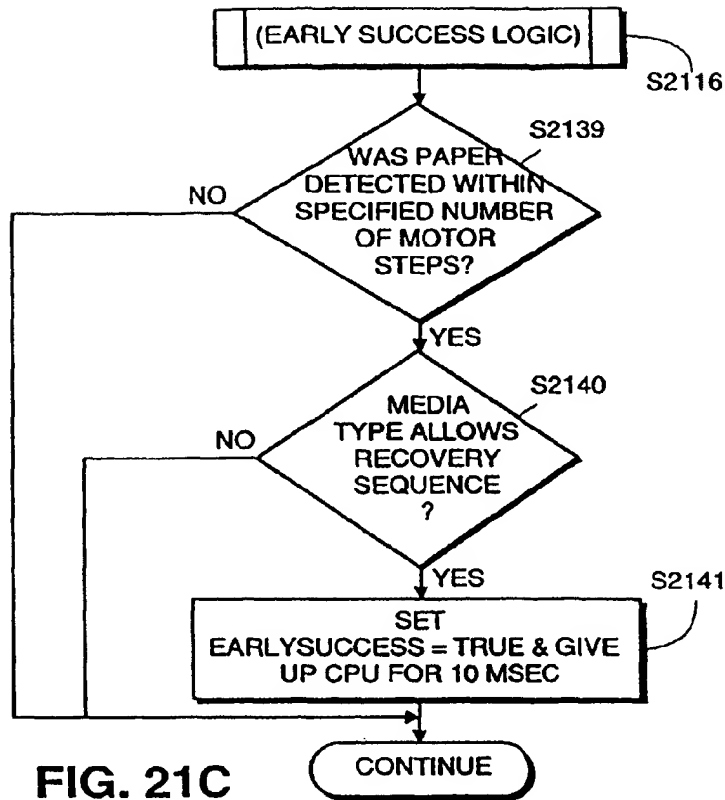 (EARLY SUCCESS LOGIC)
S2116
S2139
WAS PAPER
DETECTED WITHIN
SPECIFIED NUMBER
OF MOTOR
STEPS?
NO
YES
S2140
MEDIA
TYPE ALLOWS
RECOVERY
SEQUENCE
?
NO
YES
S2141
SET
EARLYSUCCESS = TRUE & GIVE
UP CPU FOR 10 MSEC
CONTINUE
FIG. 21C